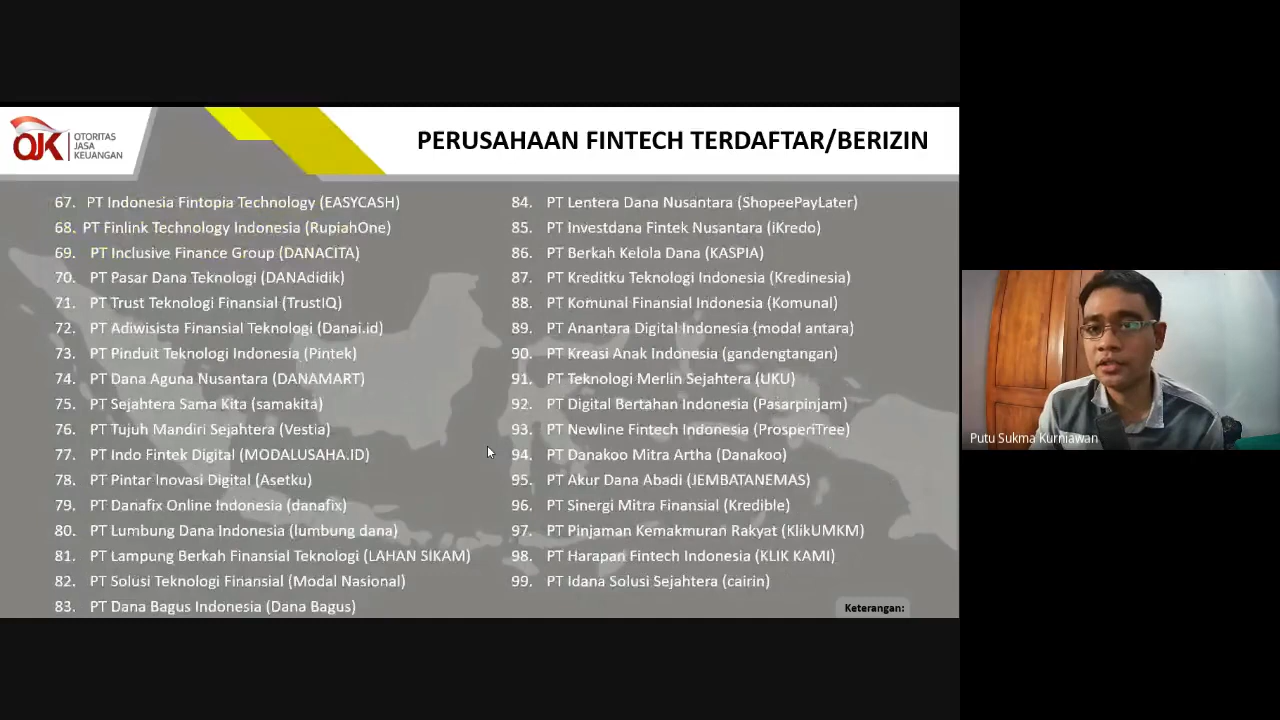 OJK
OTORITAS
JASA
KEUANGAN
PERUSAHAAN FINTECH TERDAFTAR/BERIZIN
67. PT Indonesia Fintopia Technology (EASYCASH)
68. PT Finlink Technology Indonesia (RupiahOne)
69. PT Inclusive Finance Group (DANACITA)
70. PT Pasar Dana Teknologi (DANAdidik)
71. PT Trust Teknologi Finansial (TrustIQ)
72. PT Adiwisista Finansial Teknologi (Danai.id)
73. PT Pinduit Teknologi Indonesia (Pintek)
74. PT Dana Aguna Nusantara (DANAMART)
75. PT Sejahtera Sama Kita (samakita)
76. PT Tujuh Mandiri Sejahtera (Vestia)
77. PT Indo Fintek Digital (MODALUSAHA.ID)
78. PT Pintar Inovasi Digital (Asetku)
79. PT Danafix Online Indonesia (danafix)
80. PT Lumbung Dana Indonesia (lumbung dana)
81. PT Lampung Berkah Finansial Teknologi (LAHAN SIKAM)
82. PT Solusi Teknologi Finansial (Modal Nasional)
83. PT Dana Bagus Indonesia (Dana Bagus)
84. PT Lentera Dana Nusantara (ShopeePayLater)
85. PT Investdana Fintek Nusantara (iKredo)
86. PT Berkah Kelola Dana (KASPIA)
87. PT Kreditku Teknologi Indonesia (Kredinesia)
88. PT Komunal Finansial Indonesia (Komunal)
89. PT Anantara Digital Indonesia (modal antara)
90. PT Kreasi Anak Indonesia (gandengtangan)
91. PT Teknologi Merlin Sejahtera (UKU)
92. PT Digital Bertahan Indonesia (Pasarpinjam)
93. PT Newline Fintech Indonesia (ProsperiTree)
94. PT Danakoo Mitra Artha (Danakoo)
95. PT Akur Dana Abadi (JEMBATANEMAS)
96. PT Sinergi Mitra Finansial (Kredible)
97. PT Pinjaman Kemakmuran Rakyat (KlikUMKM)
98. PT Harapan Fintech Indonesia (KLIK KAMI)
99. PT Idana Solusi Sejahtera (cairin)
Keterangan:
Putu Sukma Kurniawan